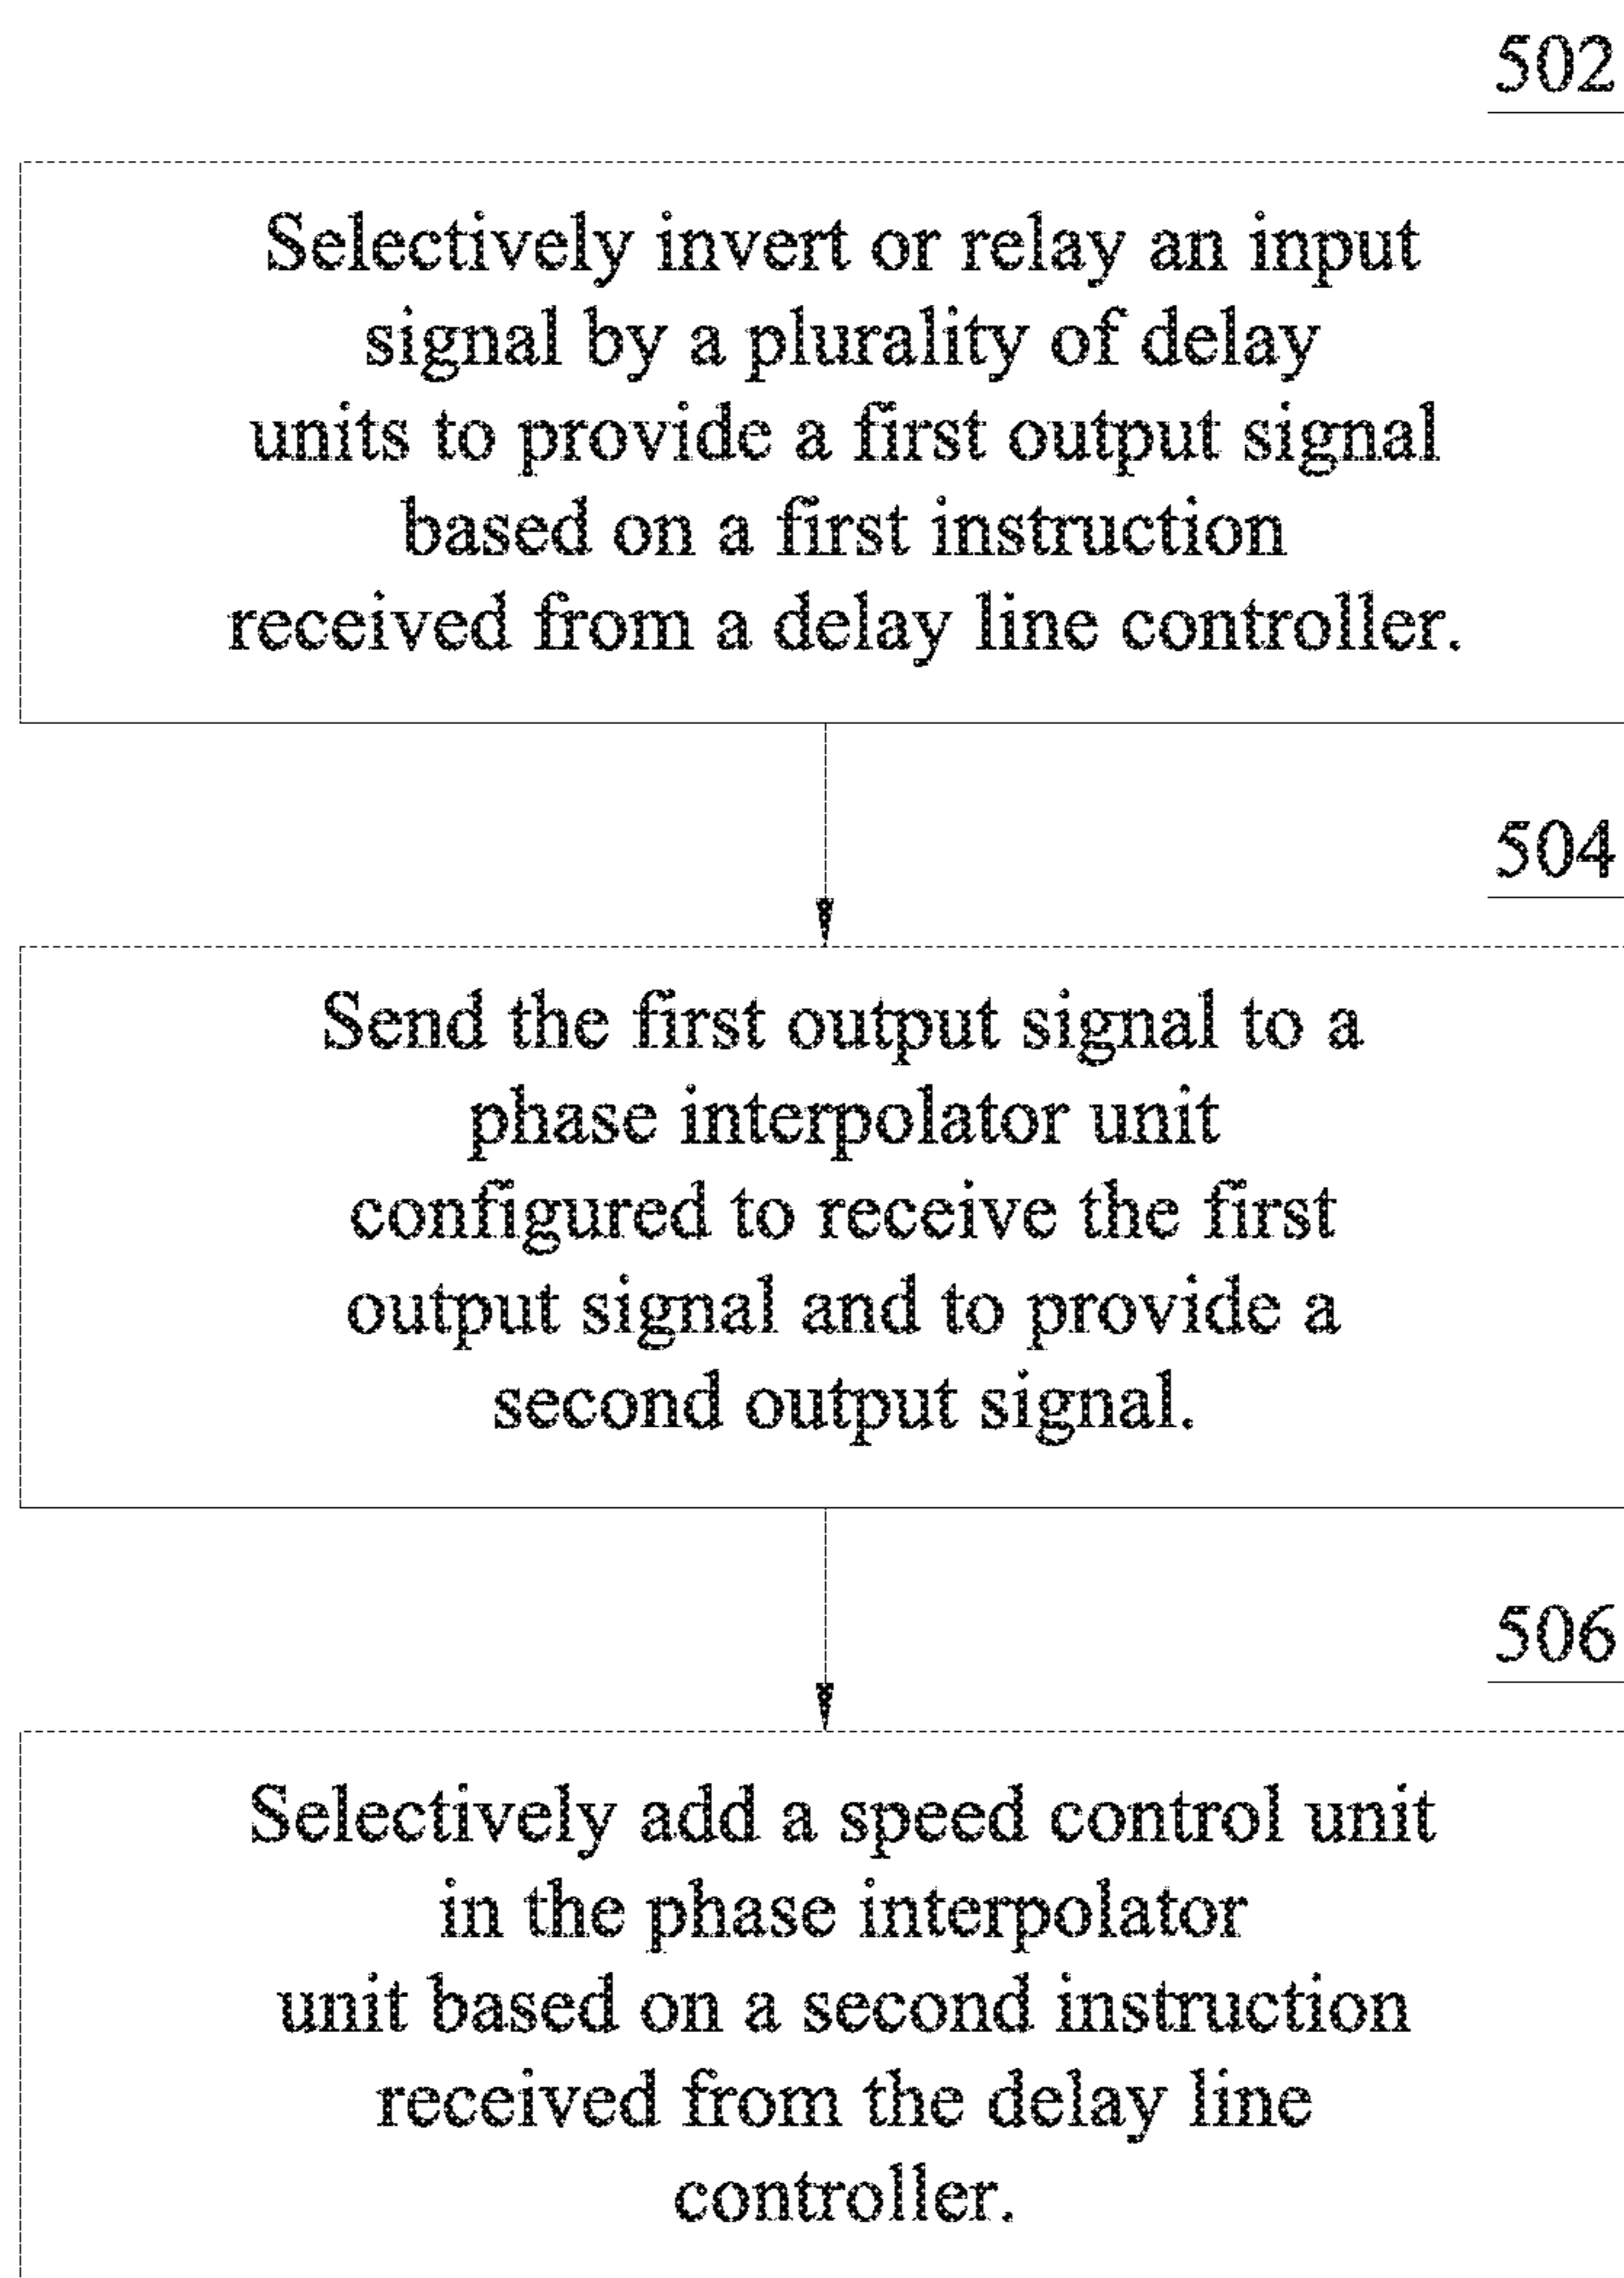 502
Selectively invert or relay an input
signal by a plurality of delay
units to provide a first output signal
based on a first instruction
received from a delay line controller.
504
Send the first output signal to a
phase interpolator unit
configured to receive the first
output signal and to provide a
second output signal.
506
Selectively add a speed control unit
in the phase interpolator
unit based on a second instruction
received from the delay line
controller.